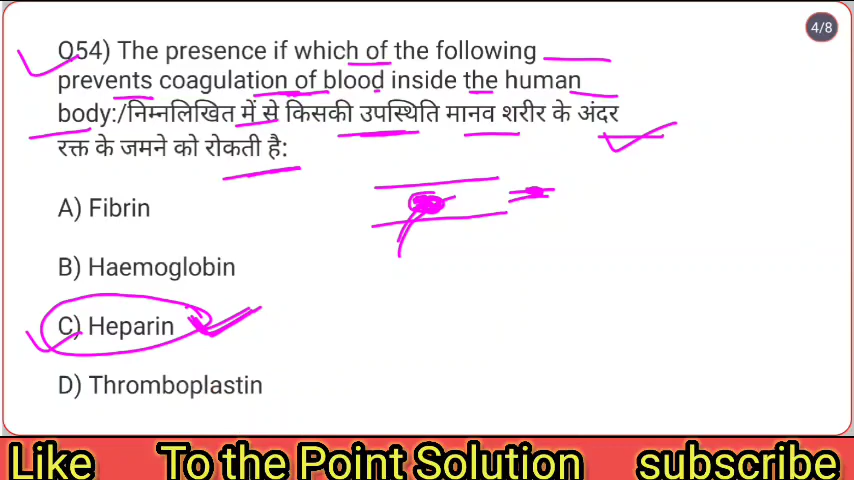 4/8
Q54) The presence if which of the following
prevents coagulation of blood inside the human
body:/निम्नलिखित में से किसकी उपस्थिति मानव शरीर के अंदर
रक्त के जमने को रोकती है:
A) Fibrin
B) Haemoglobin
C) Heparin
D) Thromboplastin
Like To the Point Solution subscribe